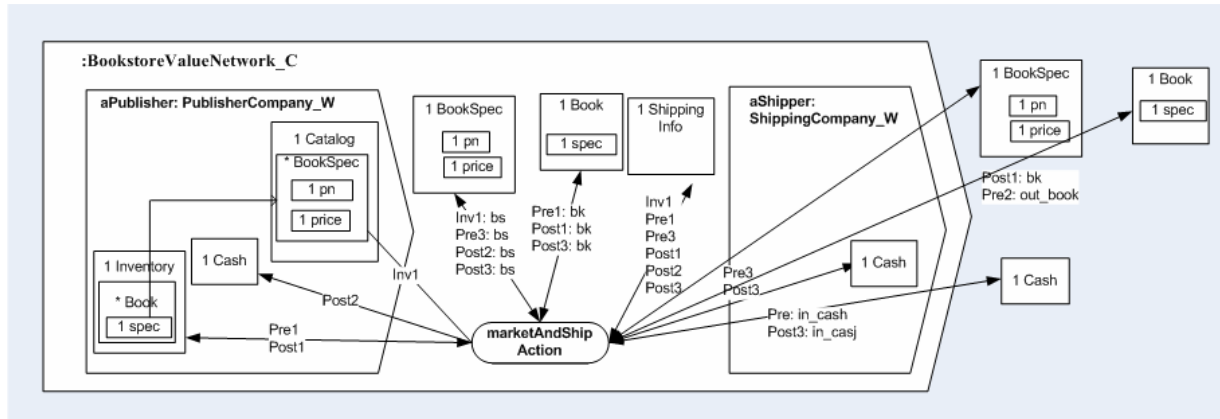 :BookstoreValueNetwork_C
aPublisher: PublisherCompany_W
1 Catalog
* BookSpec
1 pn
1 price
1 Inventory
* Book
1 spec
1 Cash
Inv1
Post2
Pre1
Post1
1 BookSpec
1 pn
1 price
Inv1: bs
Pre3: bs
Post2: bs
Post3: bs
1 Book
1 spec
Pre1: bk
Post1: bk
Post3: bk
1 Shipping
Info
Inv1
Pre1
Pre3
Post1
Post2
Post3
marketAndShip
Action
aShipper:
ShippingCompany_W
Pre3
Post3
1 Cash
Pre: in_cash
Post3: in_casj
1 BookSpec
1 pn
1 price
1 Book
1 spec
Post1: bk
Pre2: out_book
1 Cash